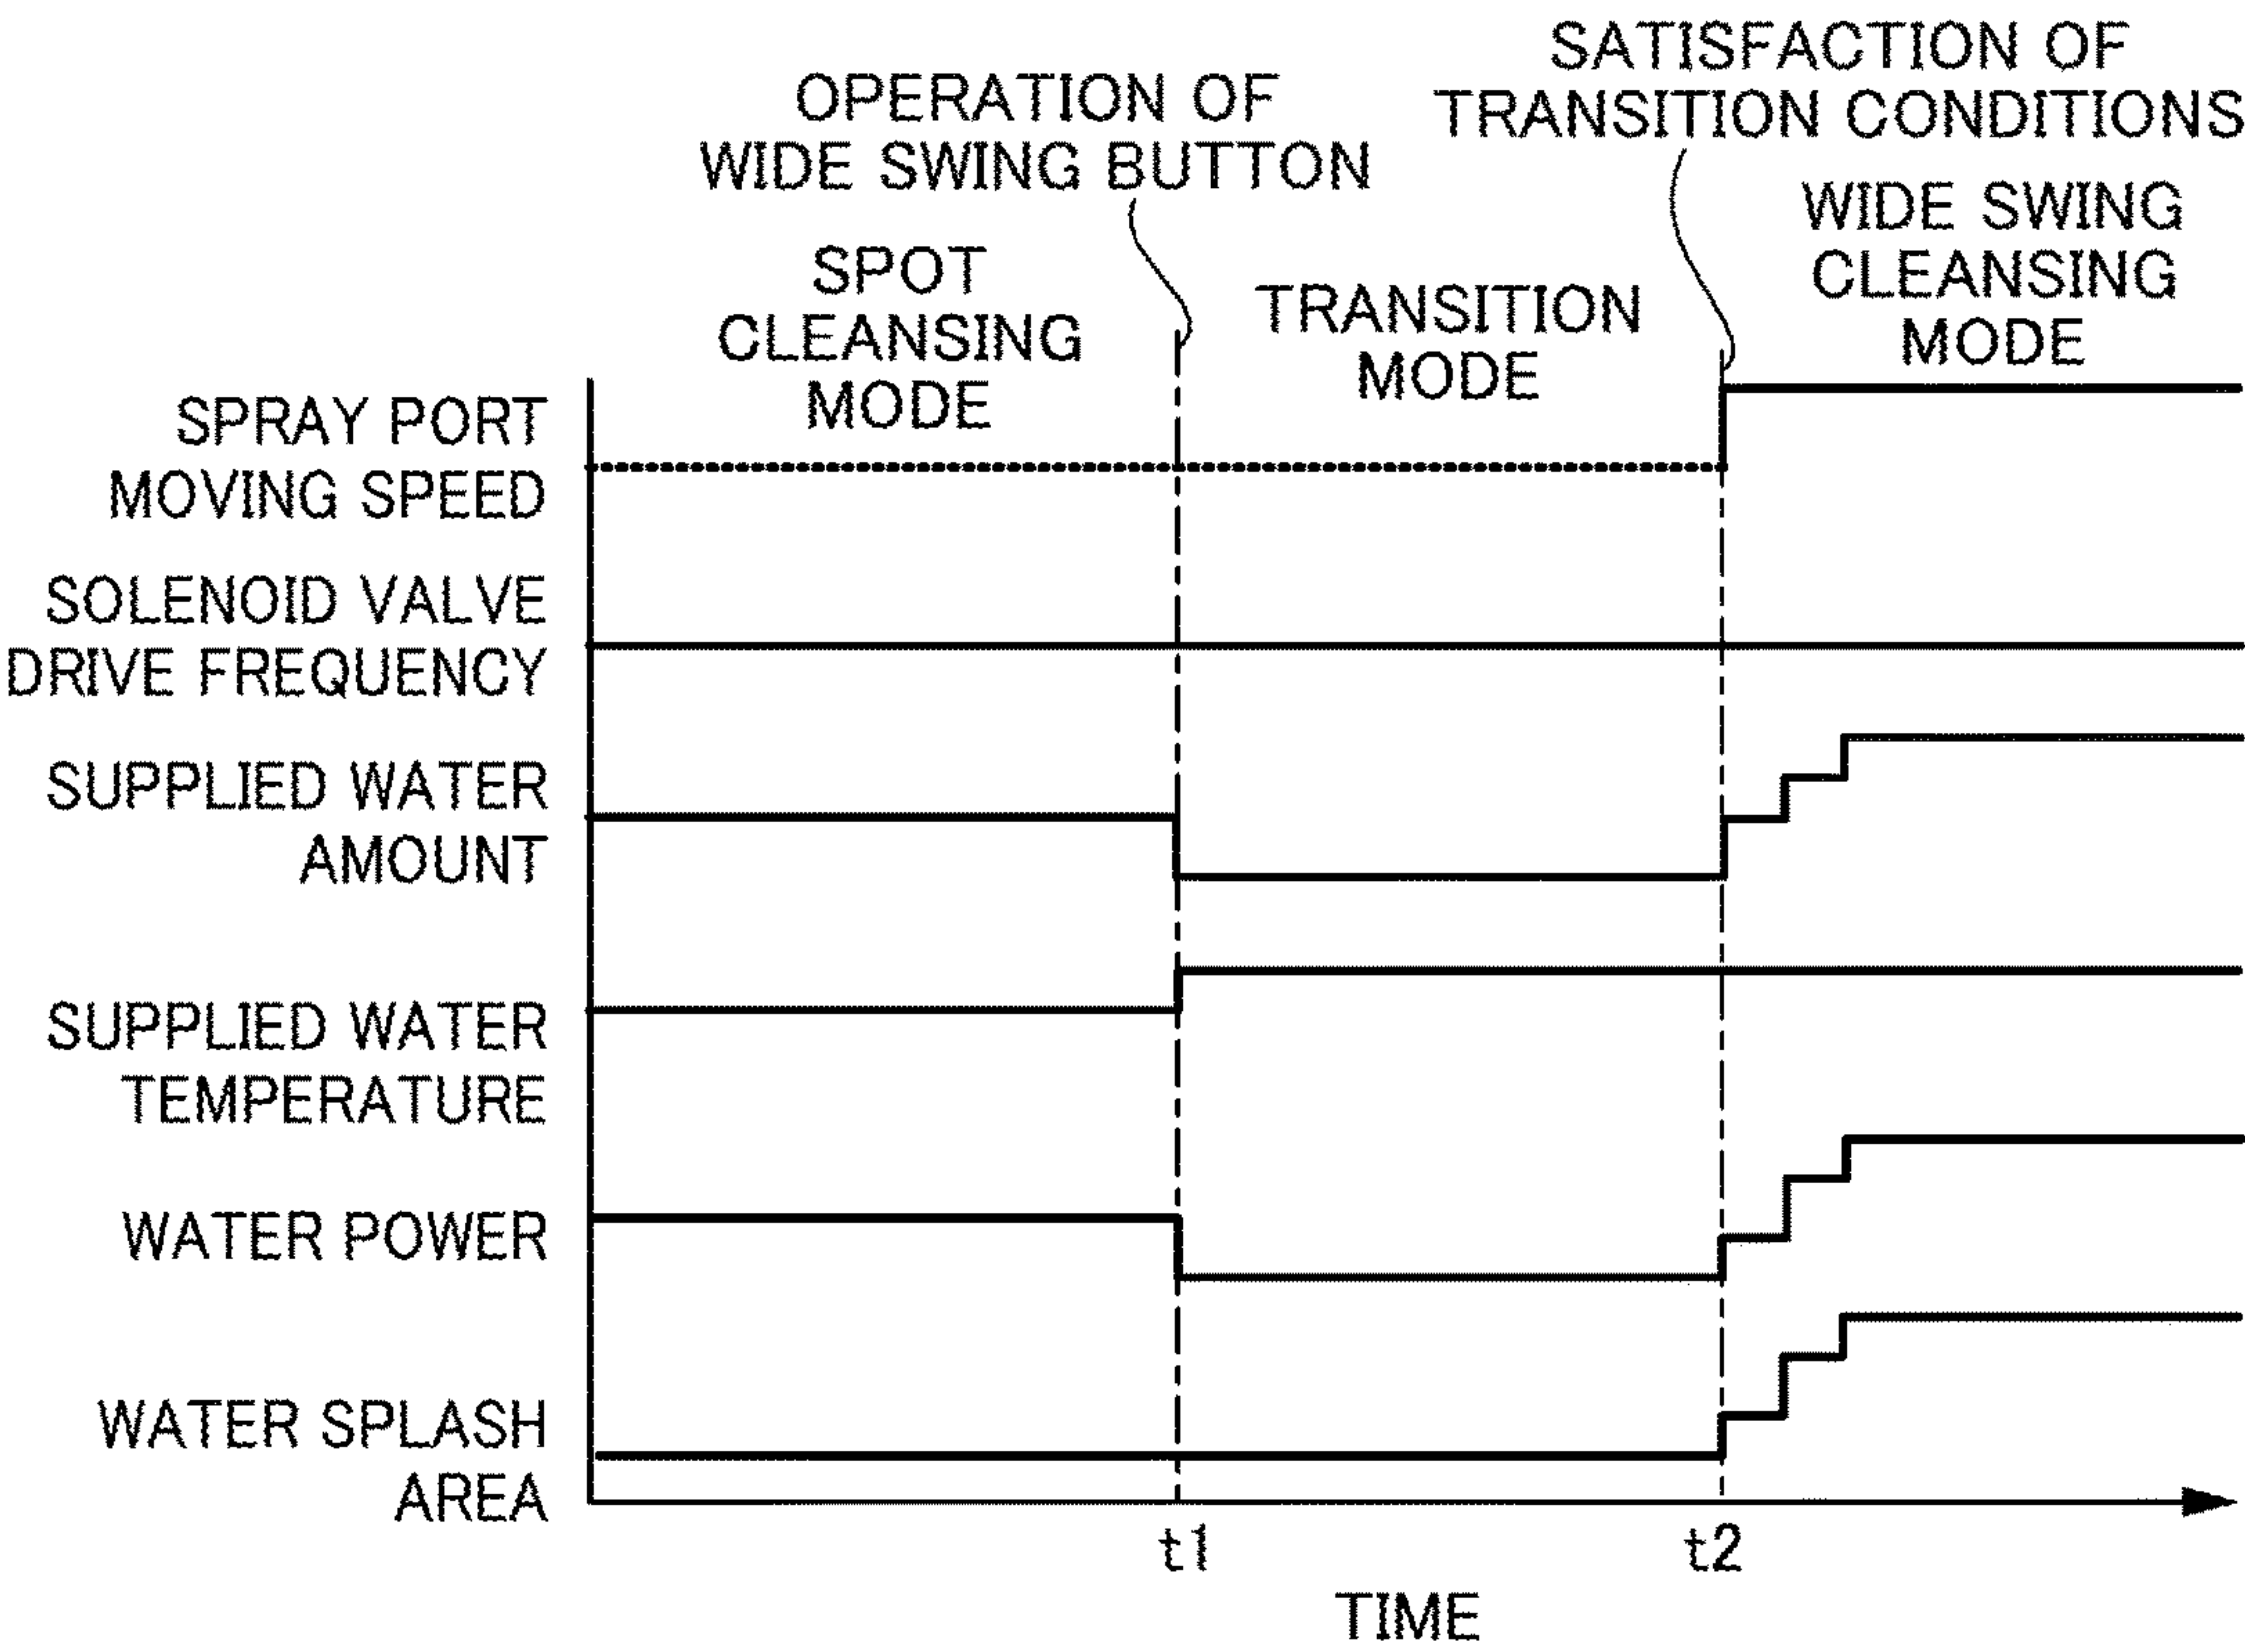 SATISFACTION OF
TRANSITION CONDITIONS
OPERATION OF
WIDE SWING BUTTON
SPOT
CLEANSING
MODE
TRANSITION
MODE
WIDE SWING
CLEANSING
MODE
SPRAY PORT
MOVING SPEED
SOLENOID VALVE
DRIVE FREQUENCY
SUPPLIED WATER
AMOUNT
SUPPLIED WATER
TEMPERATURE
WATER POWER
WATER SPLASH
AREA
t1
t2
TIME